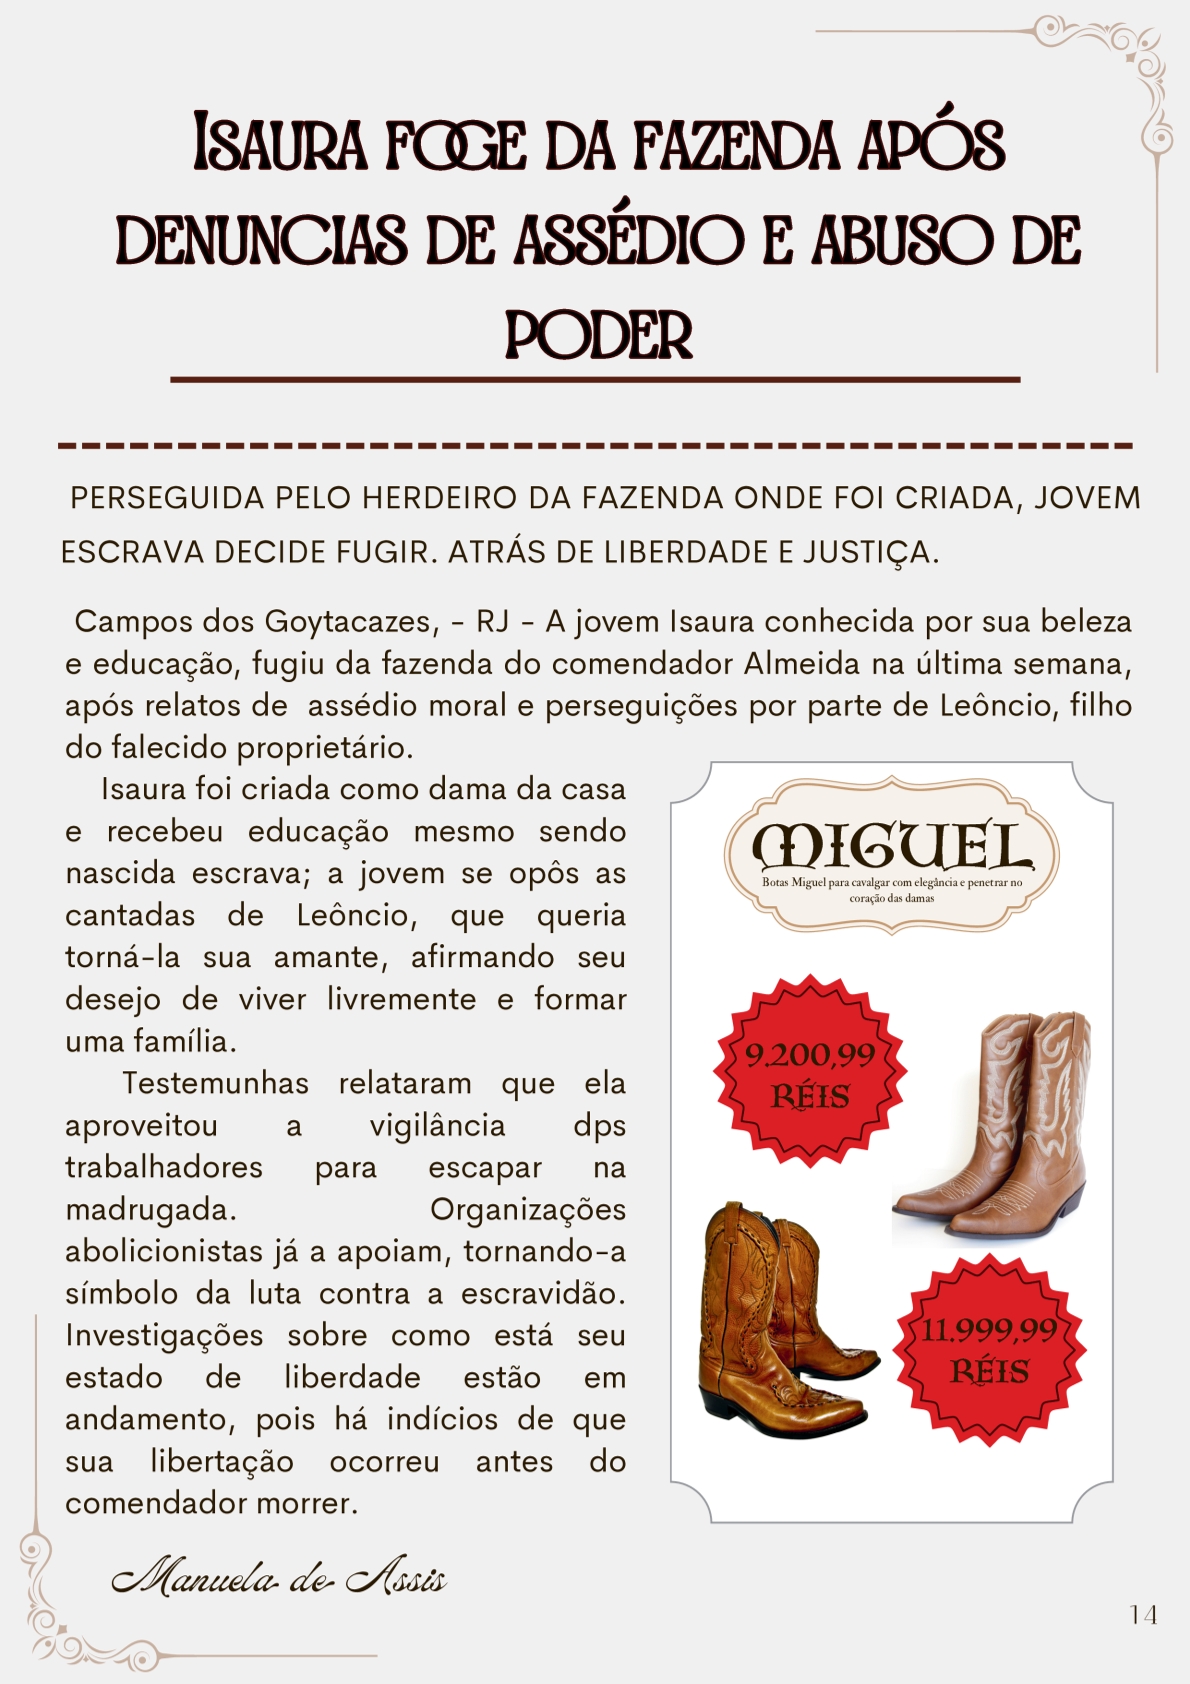 Isaura foge da fazenda após
denuncias de assédio e abuso de
poder
PERSEGUIDA PELO HERDEIRO DA FAZENDA ONDE FOI CRIADA, JOVEM
ESCRAVA DECIDE FUGIR. ATRÁS DE LIBERDADE E JUSTIÇA.
Campos dos Goytacazes, - RJ - A jovem Isaura conhecida por sua beleza
e educação, fugiu da fazenda do comendador Almeida na última semana,
após relatos de assédio moral e perseguições por parte de Leôncio, filho
do falecido proprietário.
Isaura foi criada como dama da casa
e recebeu educação mesmo sendo
nascida escrava; a jovem se opôs as
cantadas de Leôncio, que queria
torná-la sua amante, afirmando seu
desejo de viver livremente e formar
uma família.
Testemunhas relataram que ela
aproveitou a vigilância dps
trabalhadores para escapar na
madrugada. Organizações
abolicionistas já a apoiam, tornando-a
símbolo da luta contra a escravidão.
Investigações sobre como está seu
estado de liberdade estão em
andamento, pois há indícios de que
sua libertação ocorreu antes do
comendador morrer.
Manuela de Assis
MIGUEL
Botas Miguel para cavalgar com elegância e penetrar no
coração das damas
9.200,99
RÉIS
11.999,99
RÉIS
14